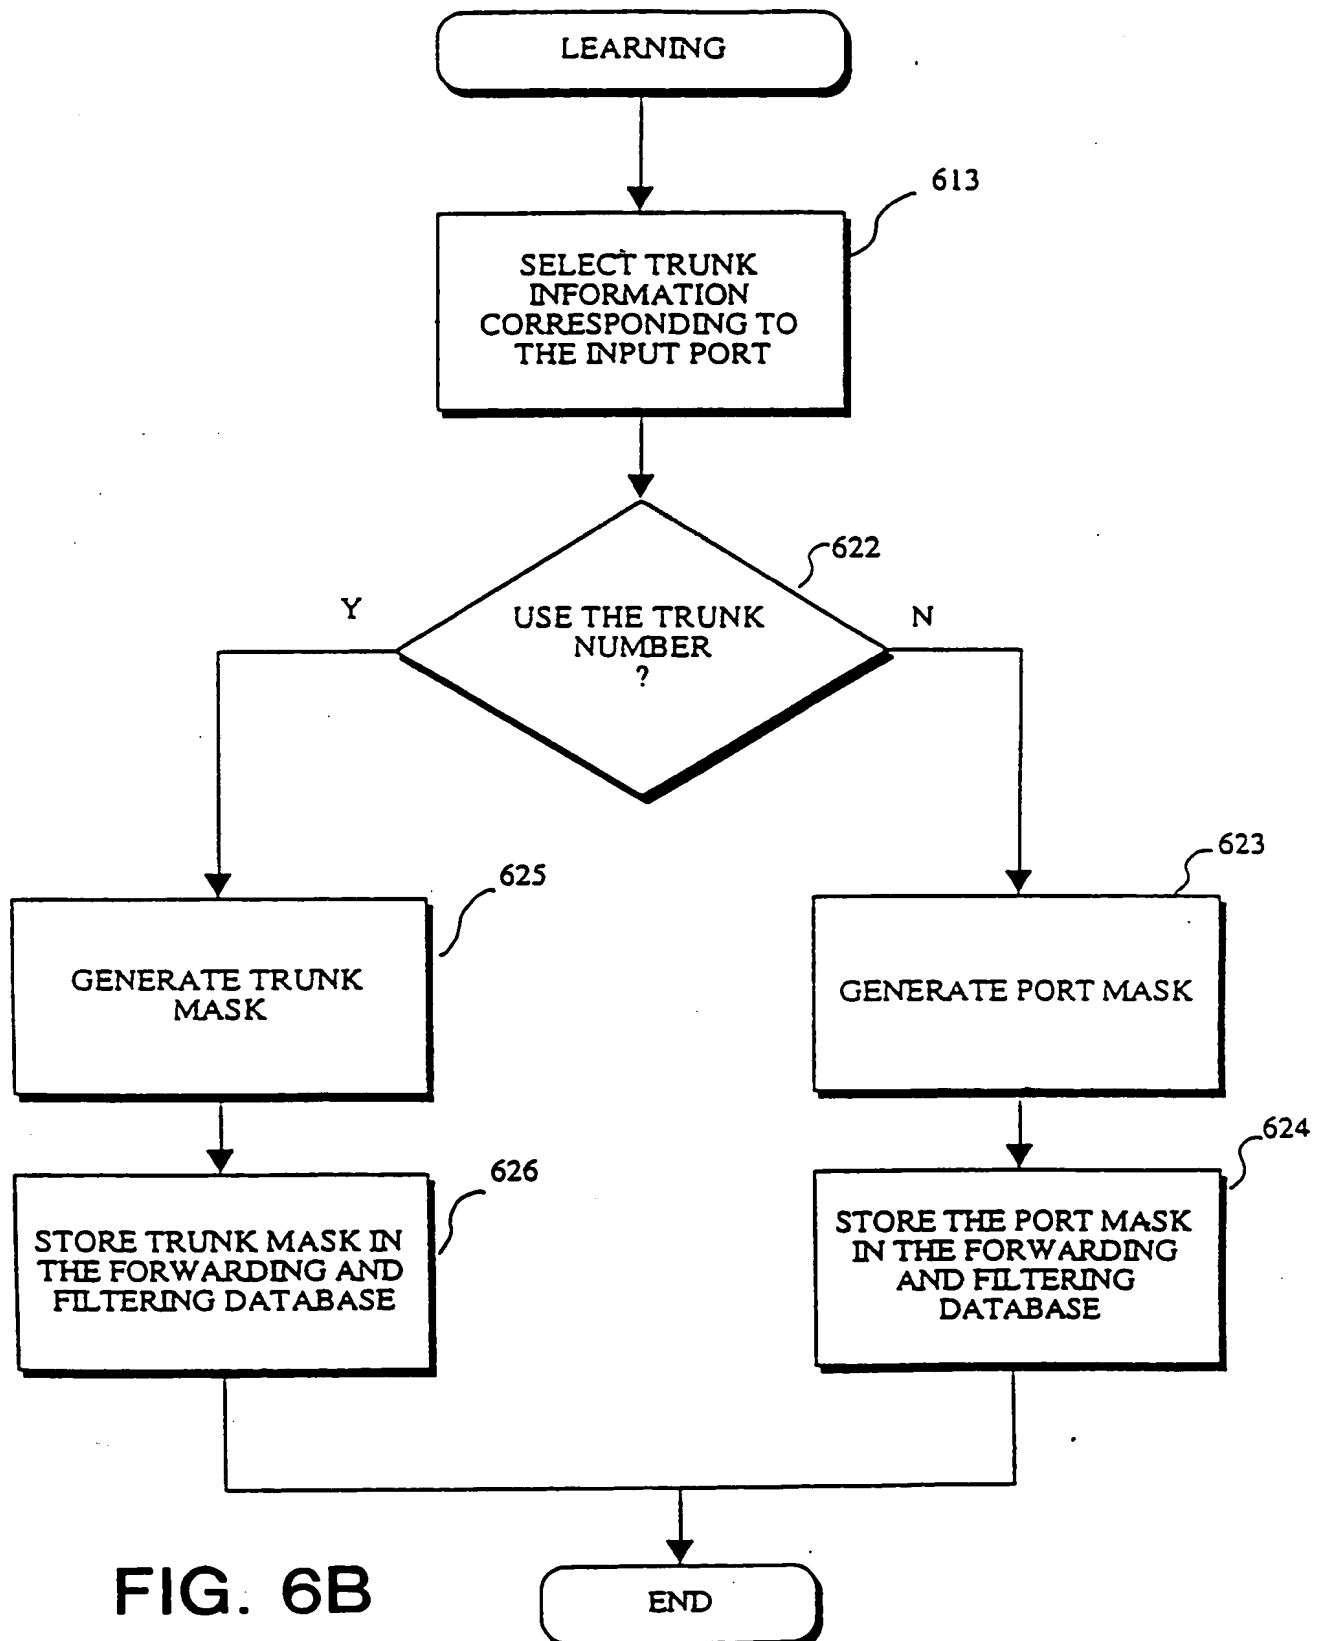 LEARNING
613
SELECT TRUNK
INFORMATION
CORRESPONDING TO
THE INPUT PORT
622
Y
USE THE TRUNK
NUMBER
?
N
625
GENERATE TRUNK
MASK
623
GENERATE PORT MASK
626
STORE TRUNK MASK IN
THE FORWARDING AND
FILTERING DATABASE
624
STORE THE PORT MASK
IN THE FORWARDING
AND FILTERING
DATABASE
FIG. 6B
END